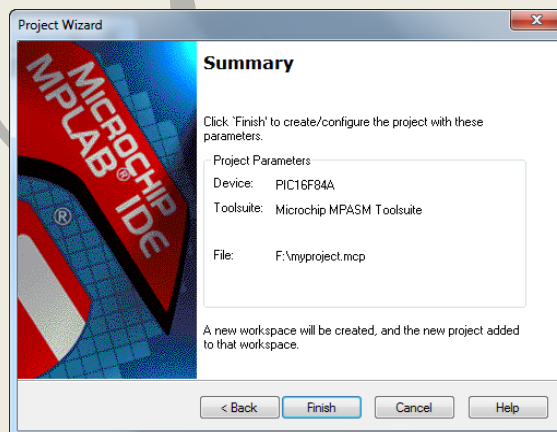 Project Wizard
MICROCHIP
MPLAB® IDE
®
Summary
Click `Finish' to create/configure the project with these
parameters.
Project Parameters
Device: PIC16F84A
Toolsuite: Microchip MPASM Toolsuite
File: F:\myproject.mcp
A new workspace will be created, and the new project added
to that workspace.
< Back Finish Cancel Help